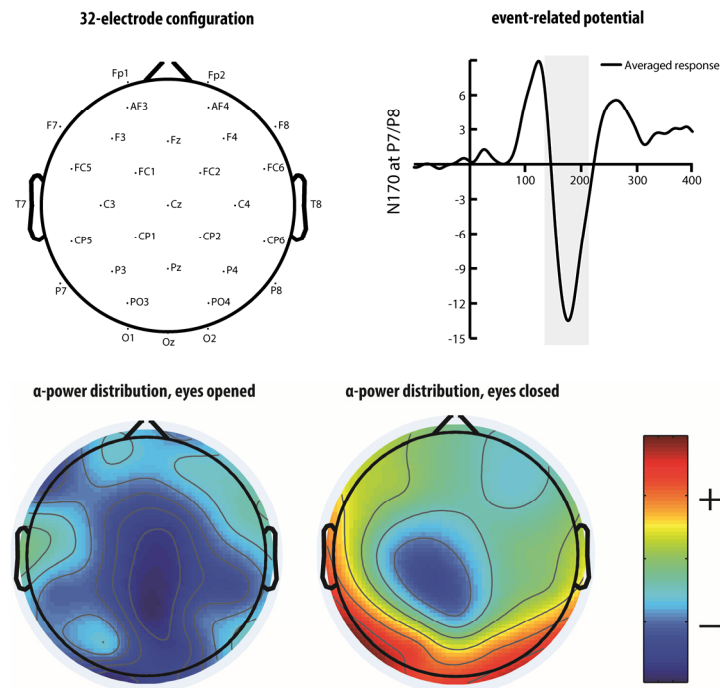 32-electrode configuration
event-related potential
Fp1 Fp2
AF3 AF4
F7 F3 Fz F4 F8
FC5 FC1 FC2 FC6
T7 C3 Cz C4 T8
CP5 CP1 CP2 CP6
P7 P3 Pz P4 P8
PO3 PO4
O1 Oz O2
Averaged response
N170 at P7/P8
6
3
100 200 300 400
-3
-6
-9
-12
-15
α-power distribution, eyes opened
α-power distribution, eyes closed
+
−